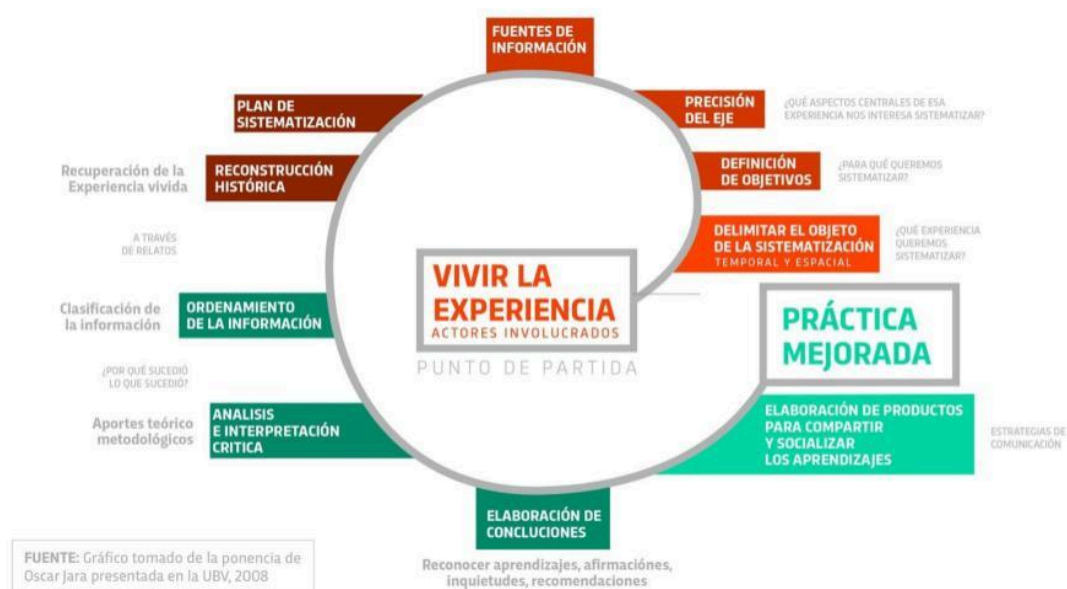 FUENTES DE
INFORMACIÓN
PLAN DE
SISTEMATIZACIÓN
PRECISIÓN
DEL EJE
¿QUÉ ASPECTOS CENTRALES DE ESA
EXPERIENCIA NOS INTERESA SISTEMATIZAR?
Recuperación de la
Experiencia vivida
RECONSTRUCCIÓN
HISTÓRICA
DEFINICIÓN
DE OBJETIVOS
¿PARA QUÉ QUEREMOS
SISTEMATIZAR?
A TRAVÉS
DE RELATOS
DELIMITAR EL OBJETO
DE LA SISTEMATIZACIÓN
TEMPORAL Y ESPACIAL
¿QUÉ EXPERIENCIA
QUEREMOS
SISTEMATIZAR?
VIVIR LA
EXPERIENCIA
ACTORES INVOLUCRADOS
PUNTO DE PARTIDA
Clasificación de
la información
ORDENAMIENTO
DE LA INFORMACIÓN
PRÁCTICA
MEJORADA
¿POR QUÉ SUCEDIÓ
LO QUE SUCEDIÓ?
Aportes teórico
metodológicos
ANALISIS
E INTERPRETACIÓN
CRITICA
ELABORACIÓN DE PRODUCTOS
PARA COMPARTIR
Y SOCIALIZAR
LOS APRENDIZAJES
ESTRATEGIAS DE
COMUNICACIÓN
ELABORACIÓN DE
CONCLUCIONES
Reconocer aprendizajes, afirmaciónes,
inquietudes, recomendaciones
FUENTE: Gráfico tomado de la ponencia de
Oscar Jara presentada en la UBV, 2008